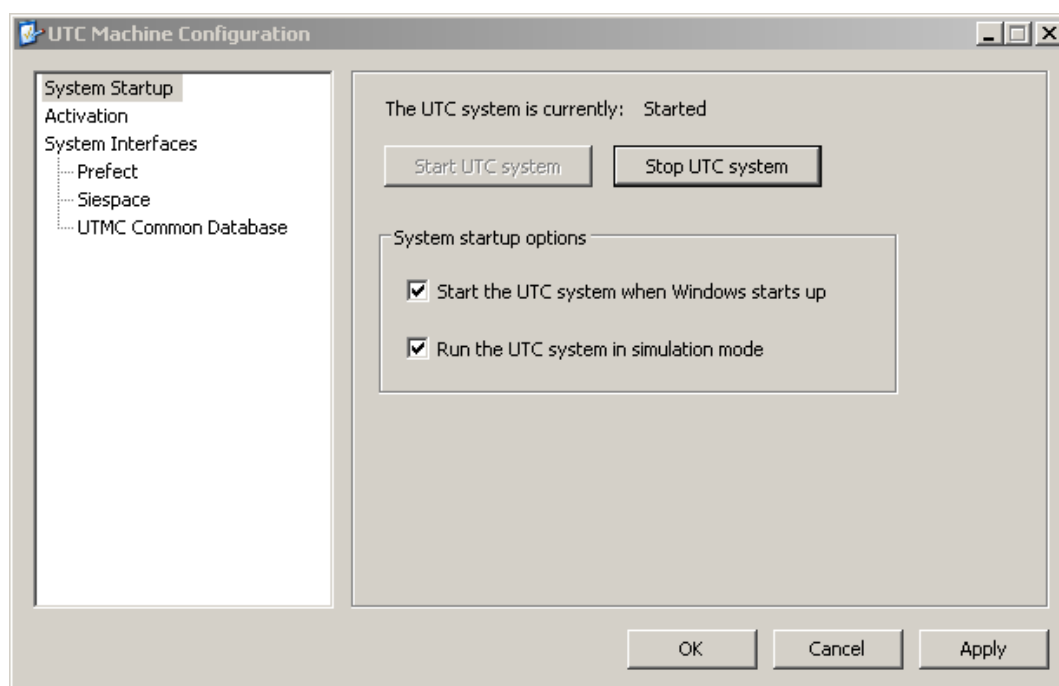 UTC Machine Configuration
System Startup
Activation
System Interfaces
Prefect
Siespace
UTMC Common Database
The UTC system is currently: Started
Start UTC system Stop UTC system
System startup options
Start the UTC system when Windows starts up
Run the UTC system in simulation mode
OK Cancel Apply